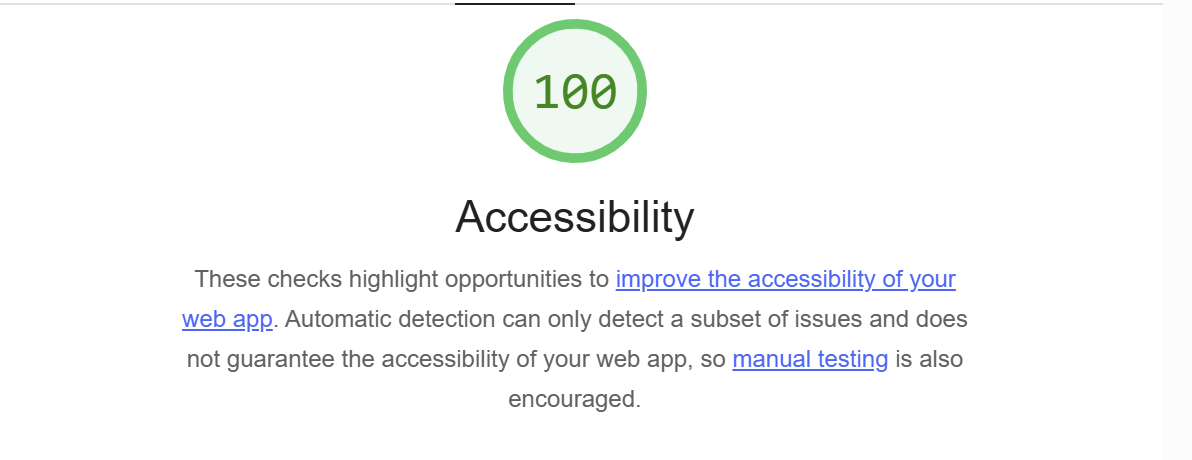 100
Accessibility
These checks highlight opportunities to improve the accessibility of your
web app. Automatic detection can only detect a subset of issues and does
not guarantee the accessibility of your web app, so manual testing is also
encouraged.